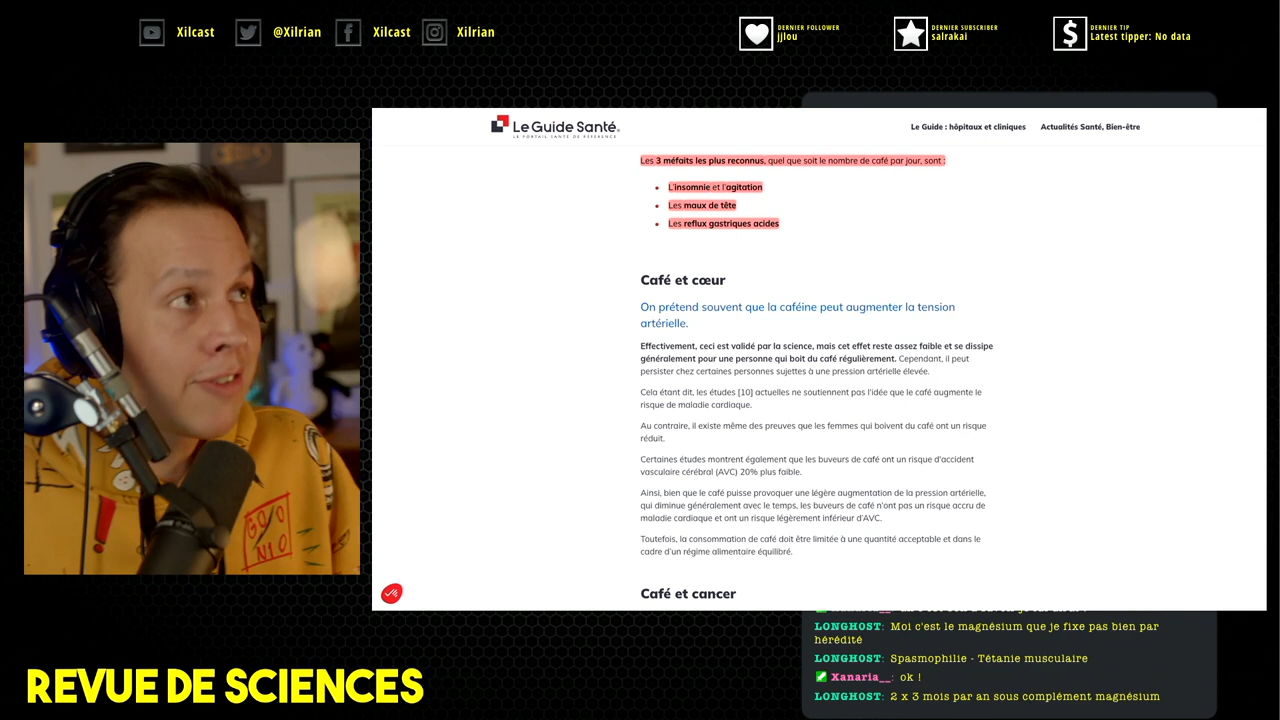 Xilcast
@Xilrian
Xilcast
Xilrian
DERNIER FOLLOWER
jjlou
DERNIER SUBSCRIBER
salrakai
DERNIER TIP
Latest tipper: No data
Le Guide Santé.
LE PORTAIL SANTÉ DE RÉFÉRENCE
Le Guide : hôpitaux et cliniques
Actualités Santé, Bien-être
Les 3 méfaits les plus reconnus, quel que soit le nombre de café par jour, sont :
• L'insomnie et l'agitation
• Les maux de tête
• Les reflux gastriques acides
Café et cœur
On prétend souvent que la caféine peut augmenter la tension
artérielle.
Effectivement, ceci est validé par la science, mais cet effet reste assez faible et se dissipe
généralement pour une personne qui boit du café régulièrement. Cependant, il peut
persister chez certaines personnes sujettes à une pression artérielle élevée.
Cela étant dit, les études [10] actuelles ne soutiennent pas l'idée que le café augmente le
risque de maladie cardiaque.
Au contraire, il existe même des preuves que les femmes qui boivent du café ont un risque
réduit.
Certaines études montrent également que les buveurs de café ont un risque d'accident
vasculaire cérébral (AVC) 20% plus faible.
Ainsi, bien que le café puisse provoquer une légère augmentation de la pression artérielle,
qui diminue généralement avec le temps, les buveurs de café n'ont pas un risque accru de
maladie cardiaque et ont un risque légèrement inférieur d'AVC.
Toutefois, la consommation de café doit être limitée à une quantité acceptable et dans le
cadre d'un régime alimentaire équilibré.
Café et cancer
GO/
N10
LONGHOST: Moi c'est le magnésium que je fixe pas bien par
hérédité
LONGHOST: Spasmophilie - Tétanie musculaire
Xanaria__: ok !
LONGHOST: 2 x 3 mois par an sous complément magnésium
REVUE DE SCIENCES